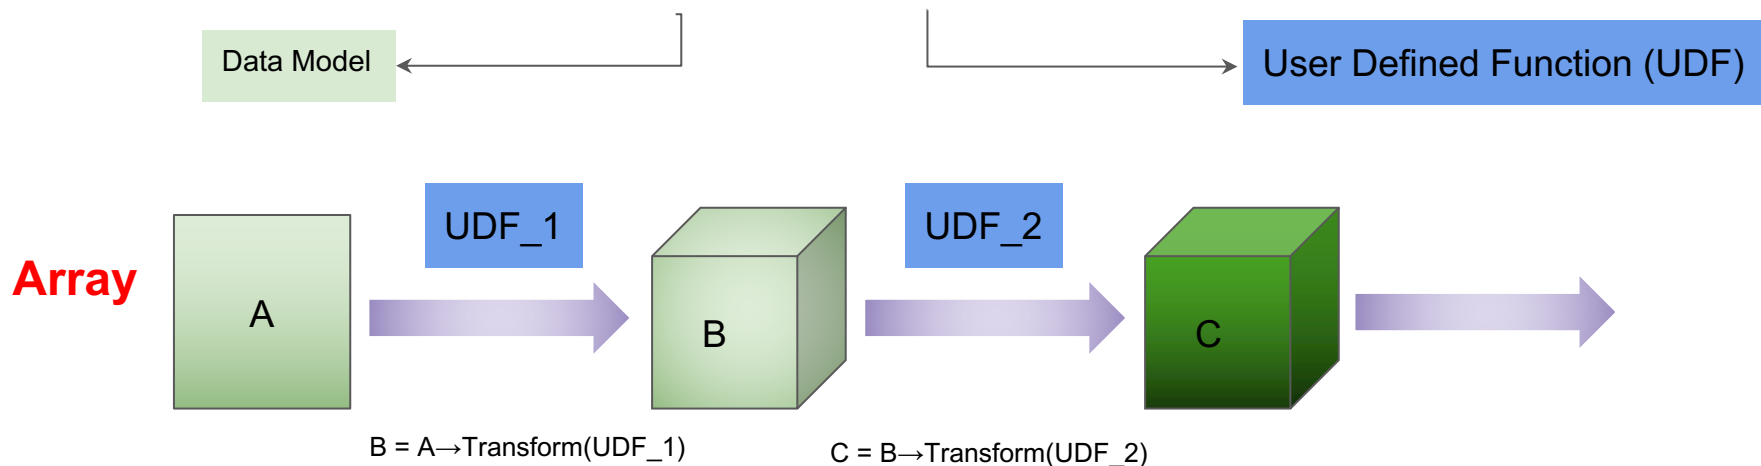 Data Model
User Defined Function (UDF)
UDF_1
UDF_2
Array
A
B
C
B = A→Transform(UDF_1)
C = B→Transform(UDF_2)